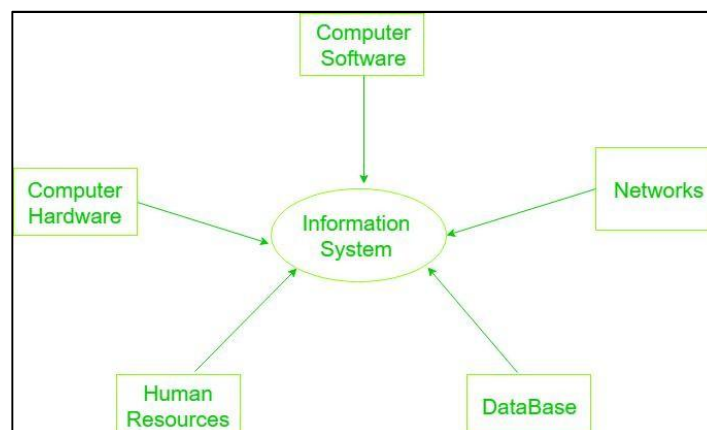 Computer
Software
Computer
Hardware
Networks
Information
System
Human
Resources
DataBase